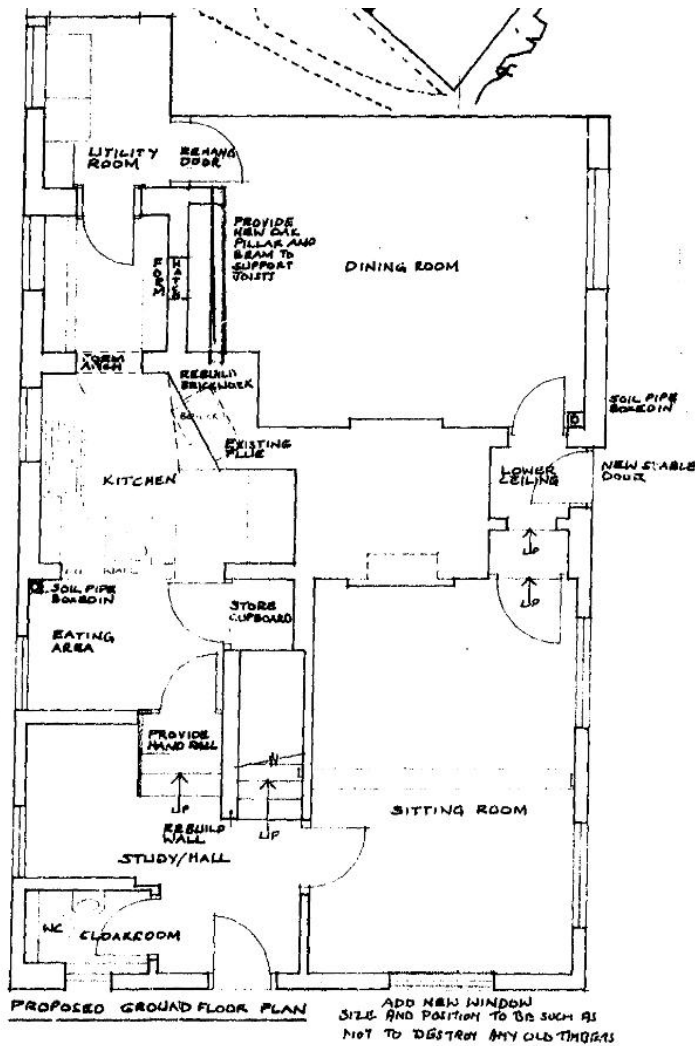 UTILITY
ROOM
REHANG
DOOR
PROVIDE
NEW OAK
PILLAR AND
BEAM TO
SUPPORT
JOISTS
FORM
HATCH
DINING ROOM
FORM
ARCH
REBUILD
BRICKWORK
BOILER
EXISTING
FLUE
KITCHEN
SOIL PIPE
BOXED IN
LOWER
CEILING
NEW STABLE
DOOR
UP
UP
SOIL PIPE
BOXED IN
STORE
CUPBOARD
EATING
AREA
PROVIDE
HAND RAIL
UP
REBUILD
WALL
UP
STUDY/HALL
SITTING ROOM
WC
CLOAKROOM
PROPOSED GROUND FLOOR PLAN
ADD NEW WINDOW
SIZE AND POSITION TO BE SUCH AS
NOT TO DESTROY ANY OLD TIMBERS